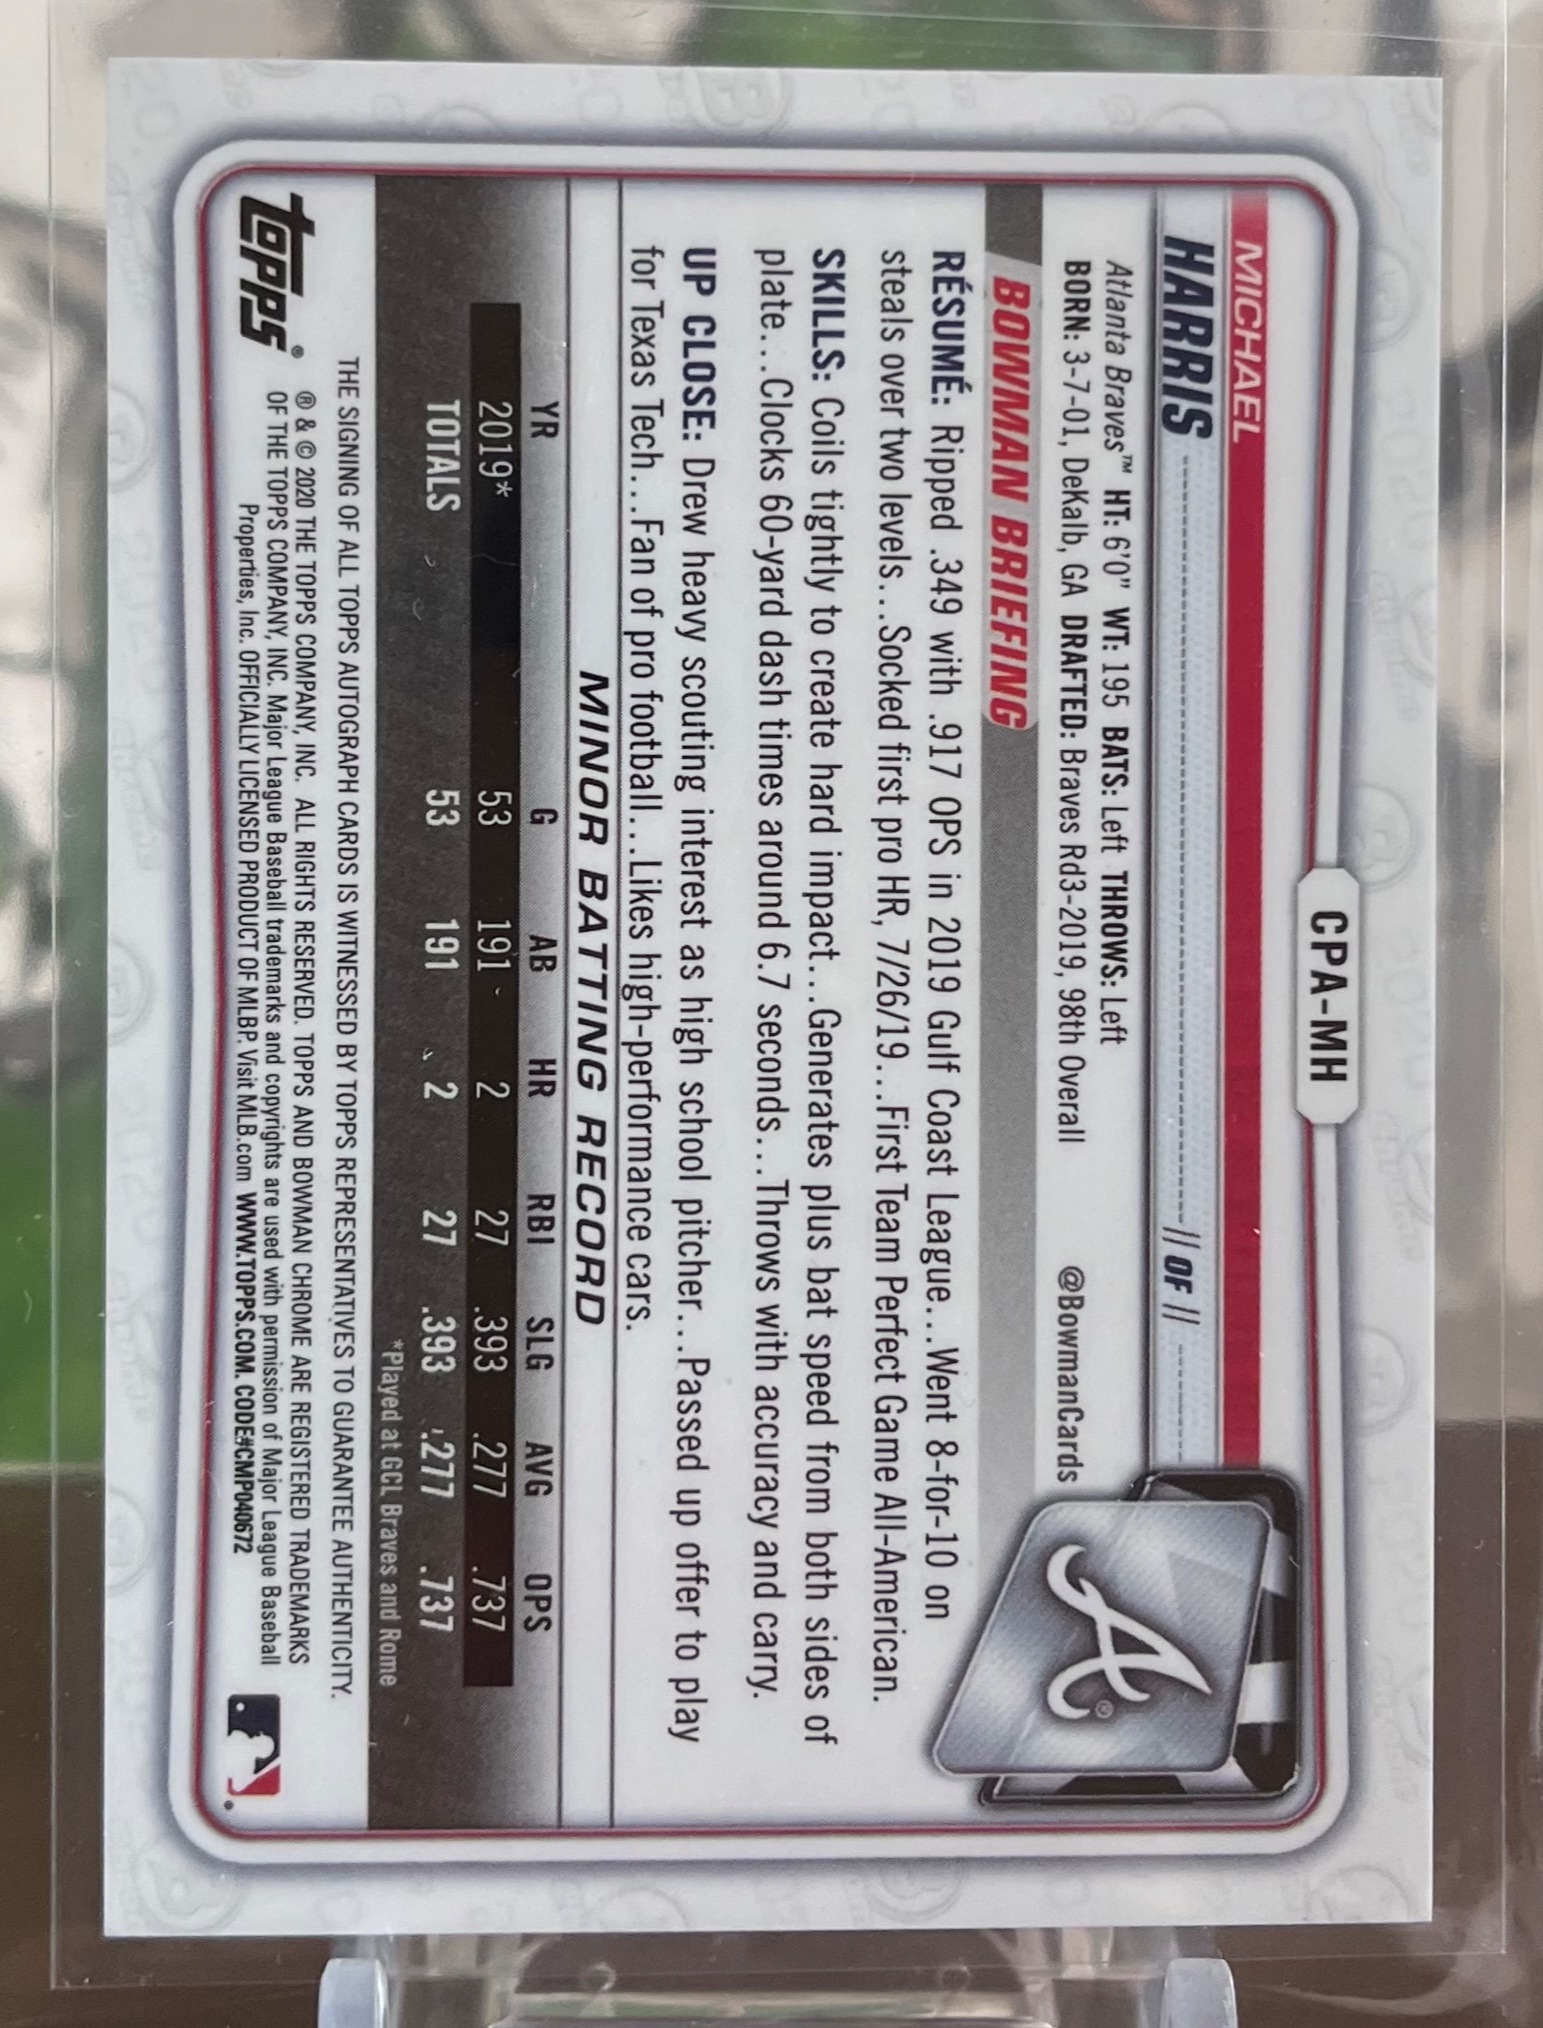 CPA-MH
MICHAEL
HARRIS
OF
Atlanta Braves™ HT: 6'0" WT: 195 BATS: Left THROWS: Left
BORN: 3-7-01, DeKalb, GA DRAFTED: Braves Rd3-2019, 98th Overall @BowmanCards
A®
BOWMAN BRIEFING
RÉSUMÉ: Ripped .349 with .917 OPS in 2019 Gulf Coast League...Went 8-for-10 on
steals over two levels...Socked first pro HR, 7/26/19...First Team Perfect Game All-American.
SKILLS: Coils tightly to create hard impact...Generates plus bat speed from both sides of
plate...Clocks 60-yard dash times around 6.7 seconds...Throws with accuracy and carry.
UP CLOSE: Drew heavy scouting interest as high school pitcher...Passed up offer to play
for Texas Tech...Fan of pro football...Likes high-performance cars.
MINOR BATTING RECORD
YR G AB HR RBI SLG AVG OPS
2019* 53 191 2 27 .393 .277 .737
TOTALS 53 191 2 27 .393 .277 .737
*Played at GCL Braves and Rome
THE SIGNING OF ALL TOPPS AUTOGRAPH CARDS IS WITNESSED BY TOPPS REPRESENTATIVES TO GUARANTEE AUTHENTICITY.
topps®
® & © 2020 THE TOPPS COMPANY, INC. ALL RIGHTS RESERVED. TOPPS AND BOWMAN CHROME ARE REGISTERED TRADEMARKS
OF THE TOPPS COMPANY, INC. Major League Baseball trademarks and copyrights are used with permission of Major League Baseball
Properties, Inc. OFFICIALLY LICENSED PRODUCT OF MLBP. Visit MLB.com WWW.TOPPS.COM. CODE#CMP040672